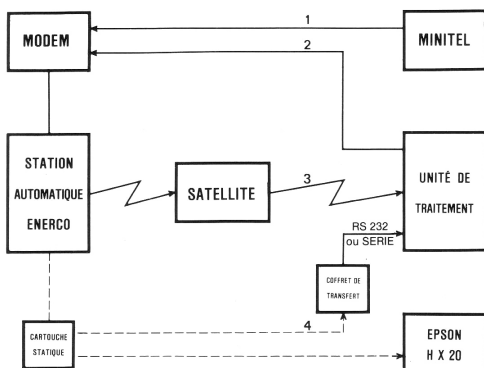 1
MODEM
MINITEL
2
STATION
AUTOMATIQUE
ENERCO
SATELLITE
3
UNITÉ DE
TRAITEMENT
RS 232
ou SERIE
COFFRET DE
TRANSFERT
4
CARTOUCHE
STATIQUE
EPSON
H X 20